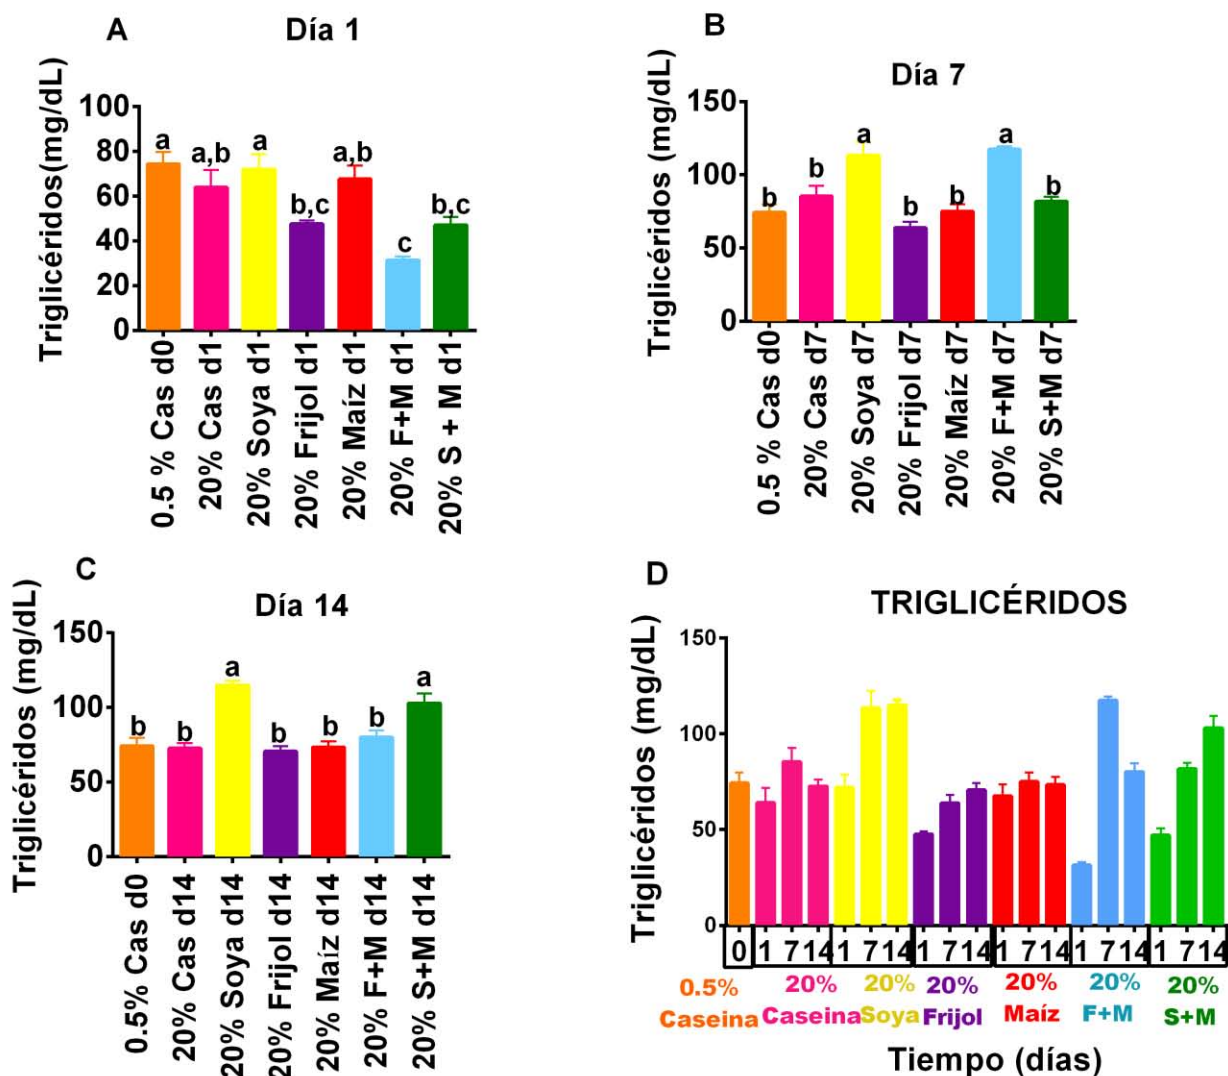 A
Día 1
Triglicéridos(mg/dL)
100
80
60
40
20
0
a
a,b
a
b,c
a,b
c
b,c
0.5 % Cas d0
20% Cas d1
20% Soya d1
20% Frijol d1
20% Maíz d1
20% F+M d1
20% S + M d1
B
Día 7
Triglicéridos (mg/dL)
150
100
50
0
b
b
a
b
b
a
b
0.5 % Cas d0
20% Cas d7
20% Soya d7
20% Frijol d7
20% Maíz d7
20% F+M d7
20% S+M d7
C
Día 14
Triglicéridos (mg/dL)
150
100
50
0
b
b
a
b
b
b
a
0.5% Cas d0
20% Cas d14
20% Soya d14
20% Frijol d14
20% Maíz d14
20% F+M d14
20% S+M d14
D
TRIGLICÉRIDOS
Triglicéridos (mg/dL)
150
100
50
0
0 1 7 14 1 7 14 1 7 14 1 7 14 1 7 14 1 7 14
0.5% 20% 20% 20% 20% 20% 20%
Caseina Caseina Soya Frijol Maíz F+M S+M
Tiempo (días)